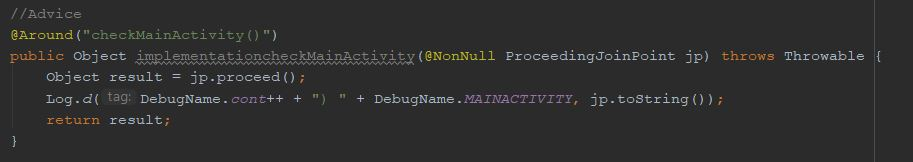 //Advice
@Around("checkMainActivity()")
public Object implementationcheckMainActivity(@NonNull ProceedingJoinPoint jp) throws Throwable {
    Object result = jp.proceed();
    Log.d( tag: DebugName.cont++ + ") " + DebugName.MAINACTIVITY, jp.toString());
    return result;
}